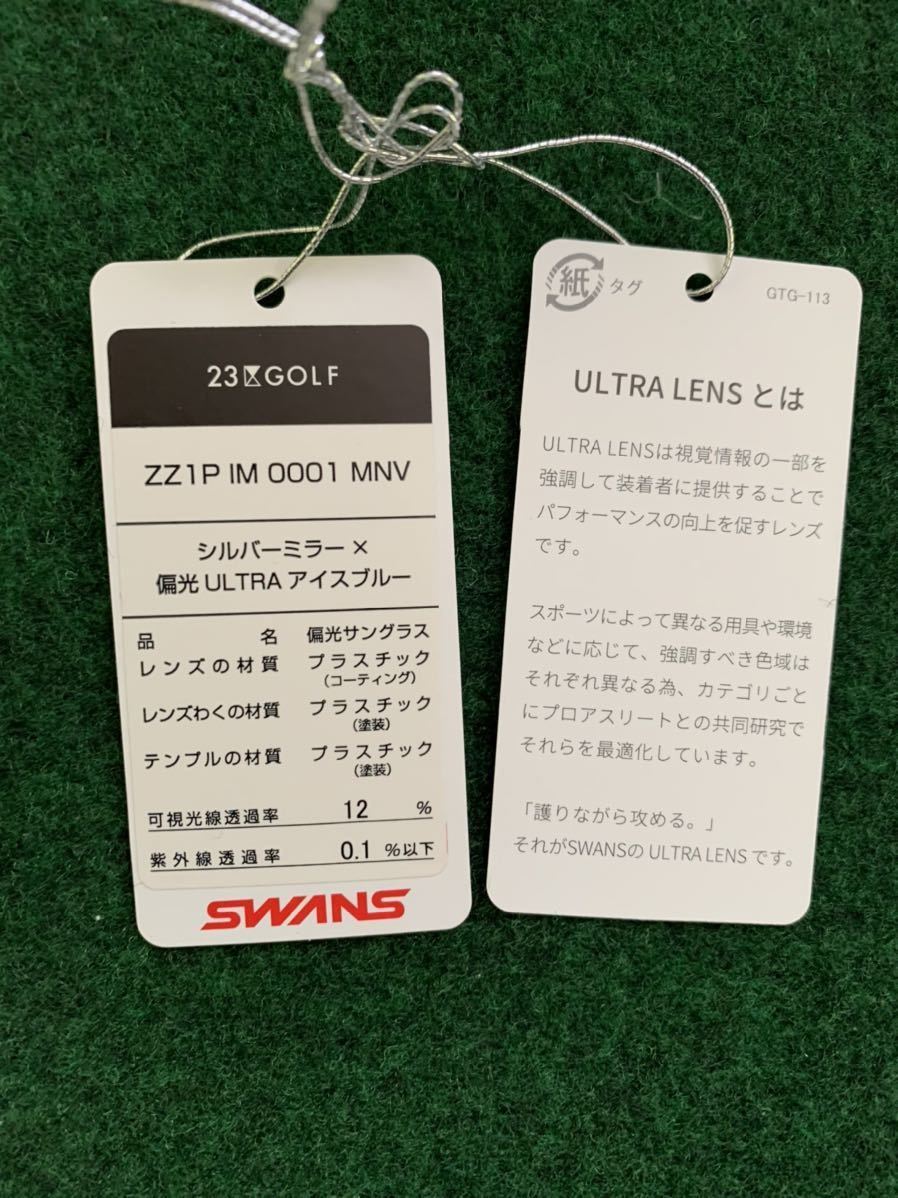 23区GOLF
ZZ1P IM 0001 MNV
シルバーミラー×
偏光ULTRAアイスブルー
品名 偏光サングラス
レンズの材質 プラスチック
(コーティング)
レンズわくの材質 プラスチック
(塗装)
テンプルの材質 プラスチック
(塗装)
可視光線透過率 12 %
紫外線透過率 0.1 %以下
SWANS
紙 タグ
GTG-113
ULTRA LENS とは
ULTRA LENSは視覚情報の一部を
強調して装着者に提供することで
パフォーマンスの向上を促すレンズ
です。
スポーツによって異なる用具や環境
などに応じて、強調すべき色域は
それぞれ異なる為、カテゴリごと
にプロアスリートとの共同研究で
それらを最適化しています。
「護りながら攻める。」
それがSWANSの ULTRA LENS です。